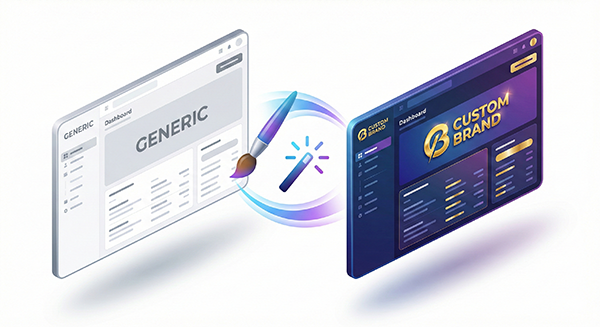 GENERIC
Dashboard
GENERIC
CUSTOM
BRAND
Dashboard
CUSTOM
BRAND